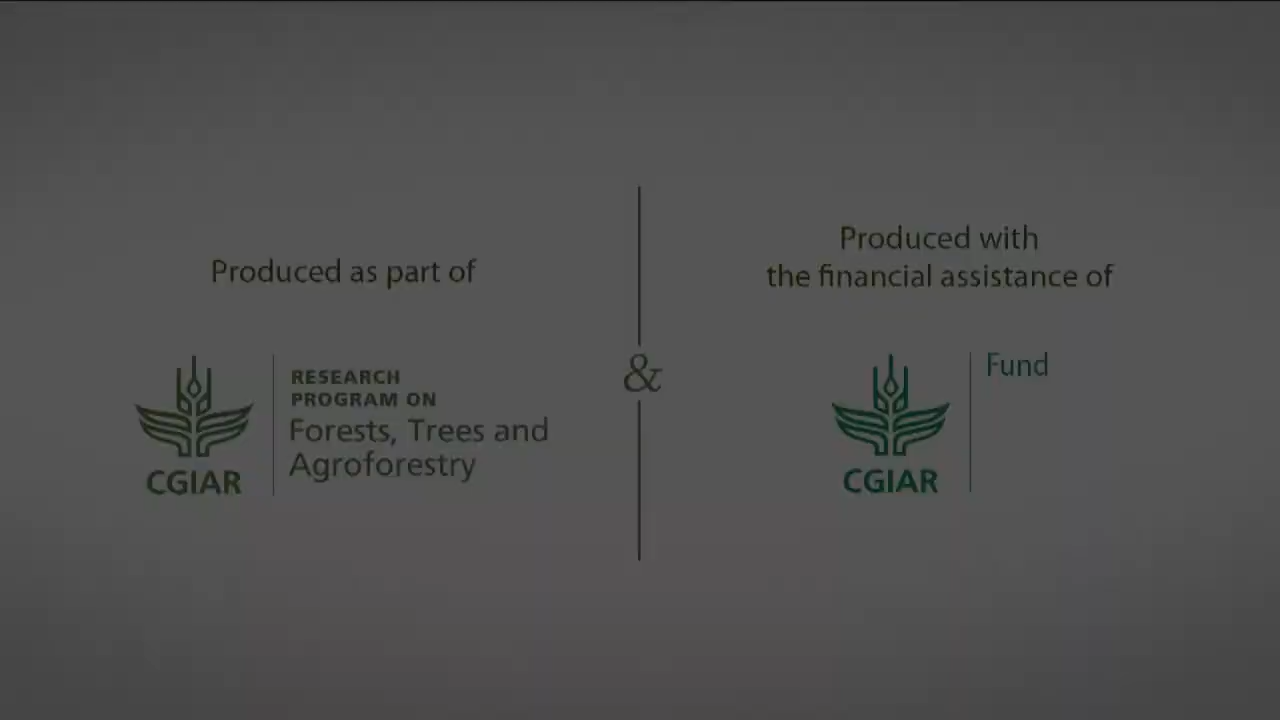 Produced as part of
RESEARCH
PROGRAM ON
Forests, Trees and
Agroforestry
CGIAR
&
Produced with
the financial assistance of
Fund
CGIAR